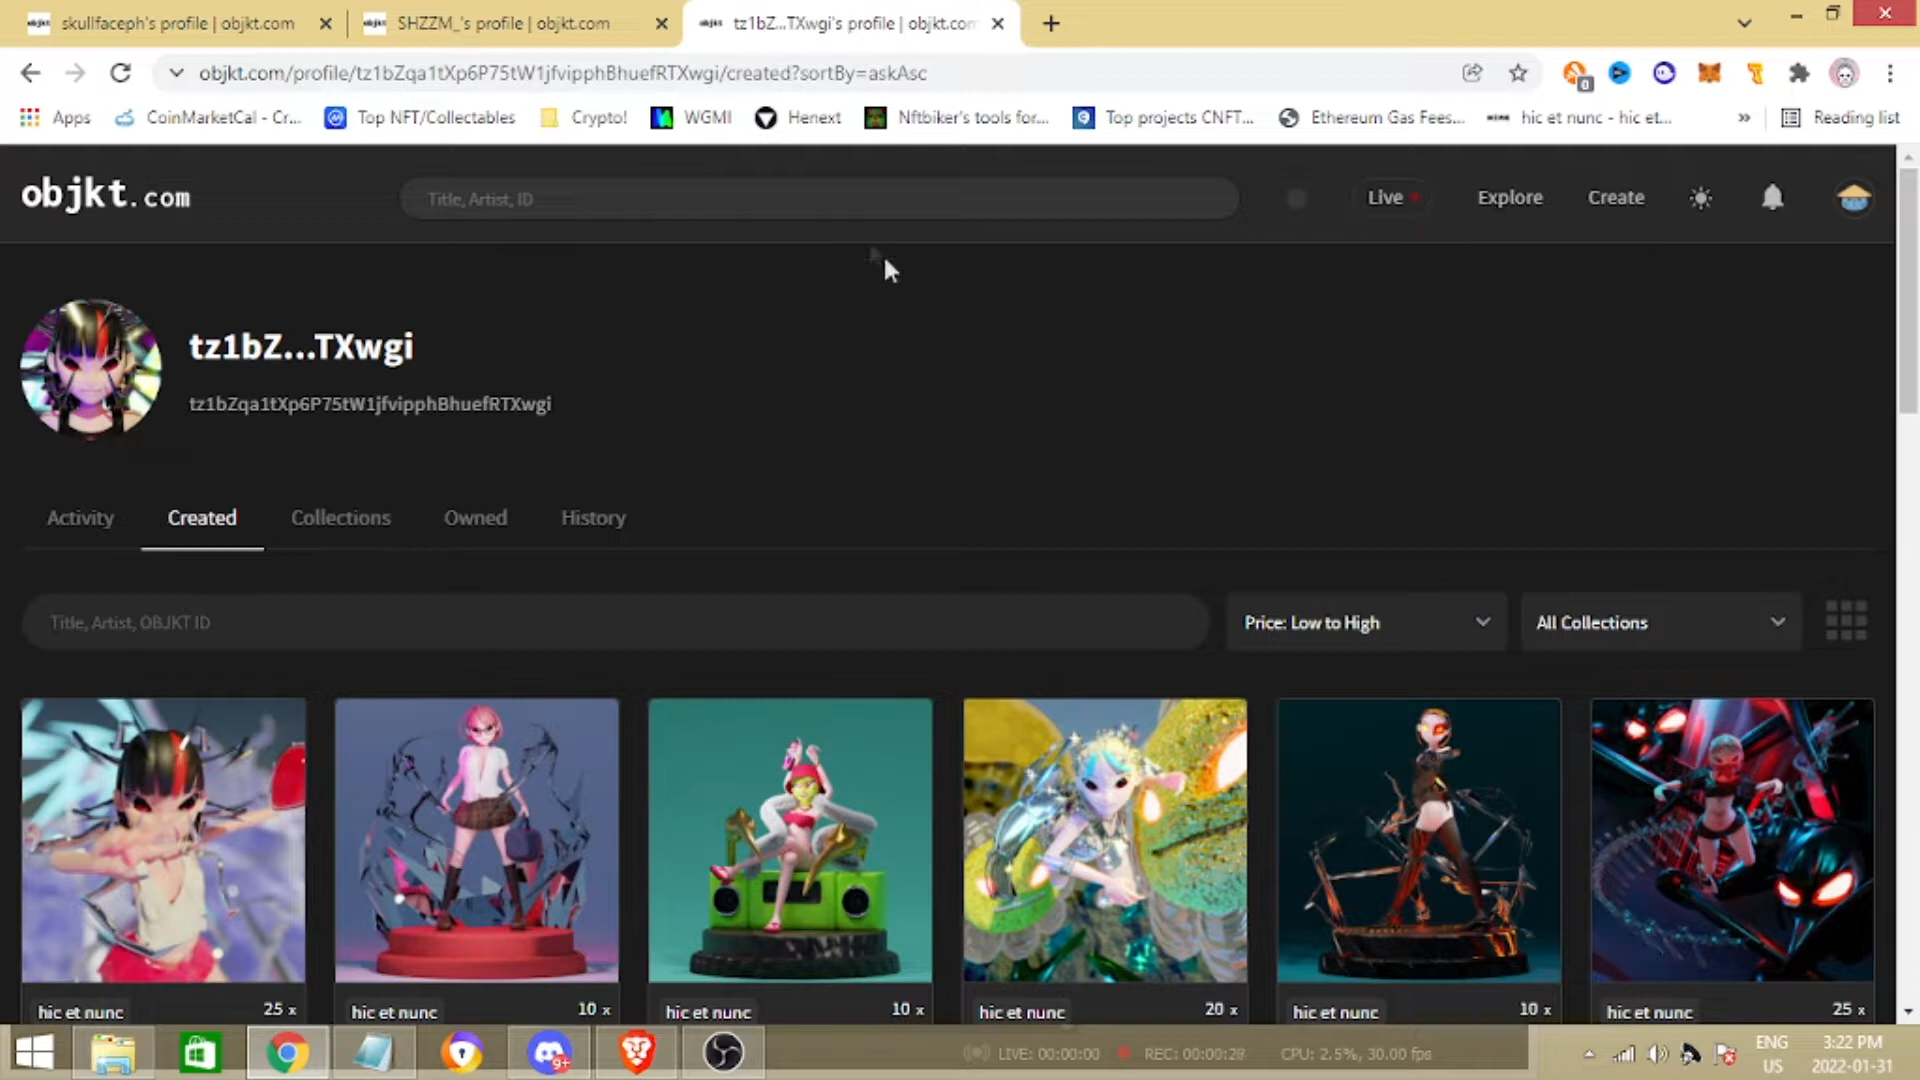 skullfaceph's profile | objkt.com
SHZZM_'s profile | objkt.com
tz1bZ...TXwgi's profile | objkt.con
objkt.com/profile/tz1bZqa1tXp6P75tW1jfvipphBhuefRTXwgi/created?sortBy=askAsc
0
Apps
CoinMarketCal - Cr...
Top NFT/Collectables
Crypto!
WGMI
Henext
Nftbiker's tools for...
Top projects CNFT...
Ethereum Gas Fees...
hic et nunc - hic et...
»
Reading list
objkt.com
Title, Artist, ID
Live
Explore
Create
tz1bZ...TXwgi
tz1bZqa1tXp6P75tW1jfvipphBhuefRTXwgi
Activity
Created
Collections
Owned
History
Title, Artist, OBJKT ID
Price: Low to High
All Collections
hic et nunc 25 x
hic et nunc 10 x
hic et nunc 10 x
hic et nunc 20 x
hic et nunc 10 x
hic et nunc 25 x
9+
LIVE: 00:00:00
REC: 00:00:28
CPU: 2.5%, 30.00 fps
ENG
US
3:22 PM
2022-01-31